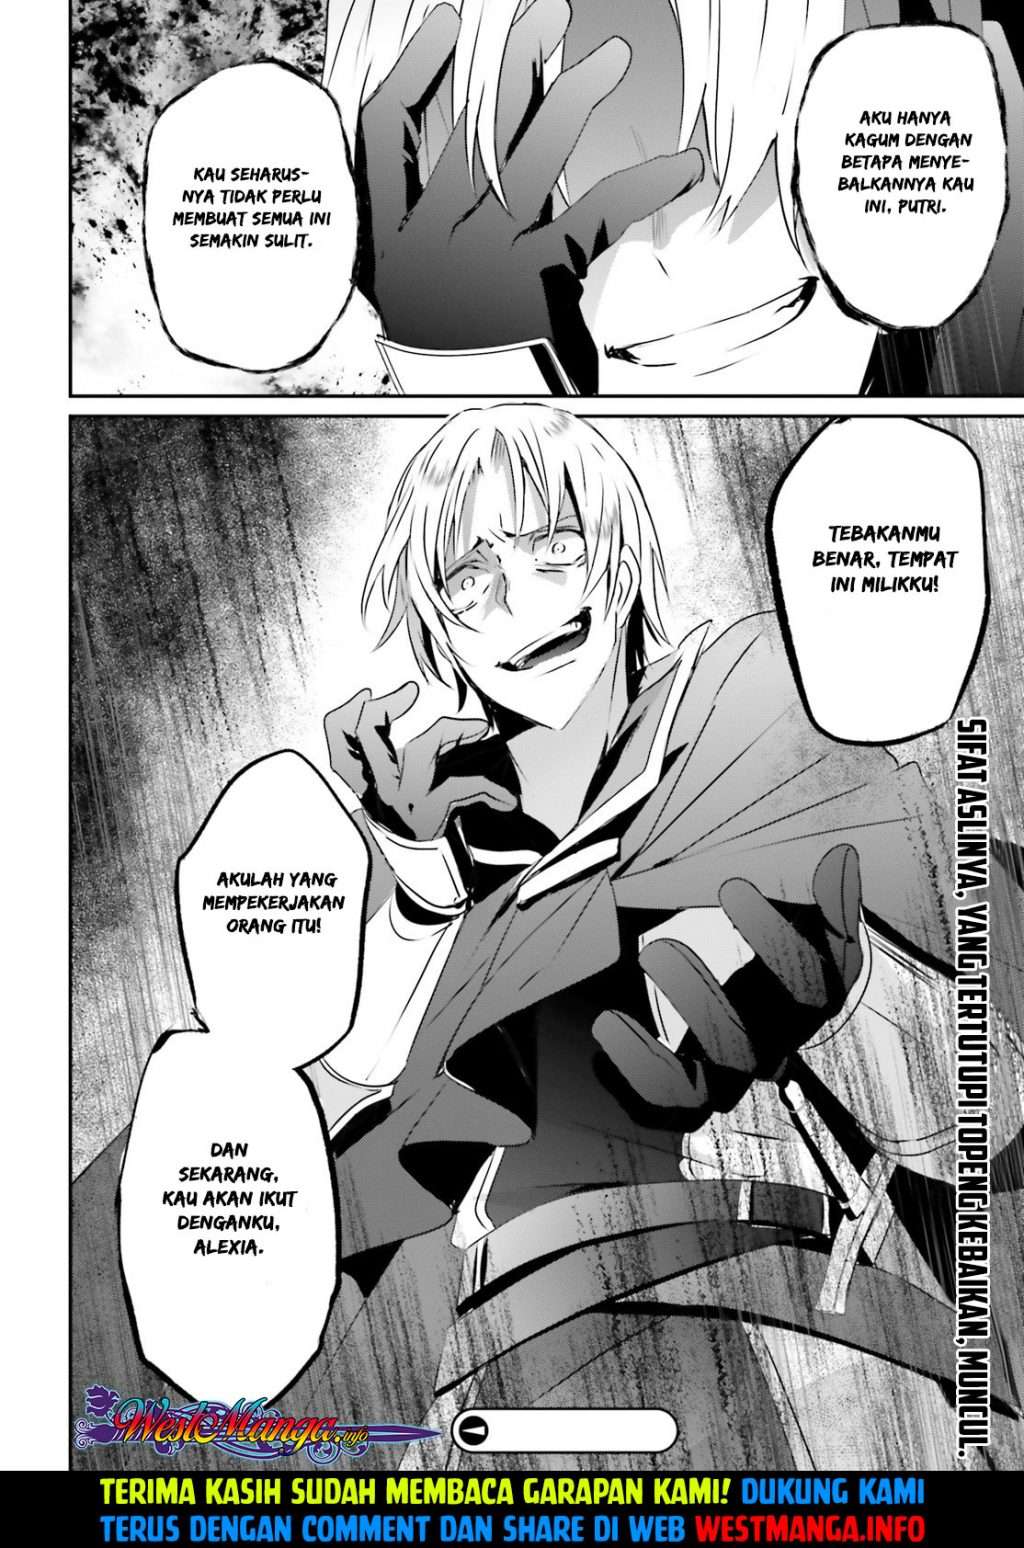 AKU HANYA
KAGUM DENGAN
BETAPA MENYE-
BALKANNYA KAU
INI, PUTRI.
KAU SEHARUS-
NYA TIDAK PERLU
MEMBUAT SEMUA INI
SEMAKIN SULIT.
TEBAKANMU
BENAR, TEMPAT
INI MILIKKU!
AKULAH YANG
MEMPEKERJAKAN
ORANG ITU!
DAN
SEKARANG,
KAU AKAN IKUT
DENGANKU,
ALEXIA.
SIFAT ASLINYA, YANG TERTUTUPI TOPENG KEBAIKAN, MUNCUL.
WestManga.info
TERIMA KASIH SUDAH MEMBACA GARAPAN KAMI! DUKUNG KAMI
TERUS DENGAN COMMENT DAN SHARE DI WEB WESTMANGA.INFO